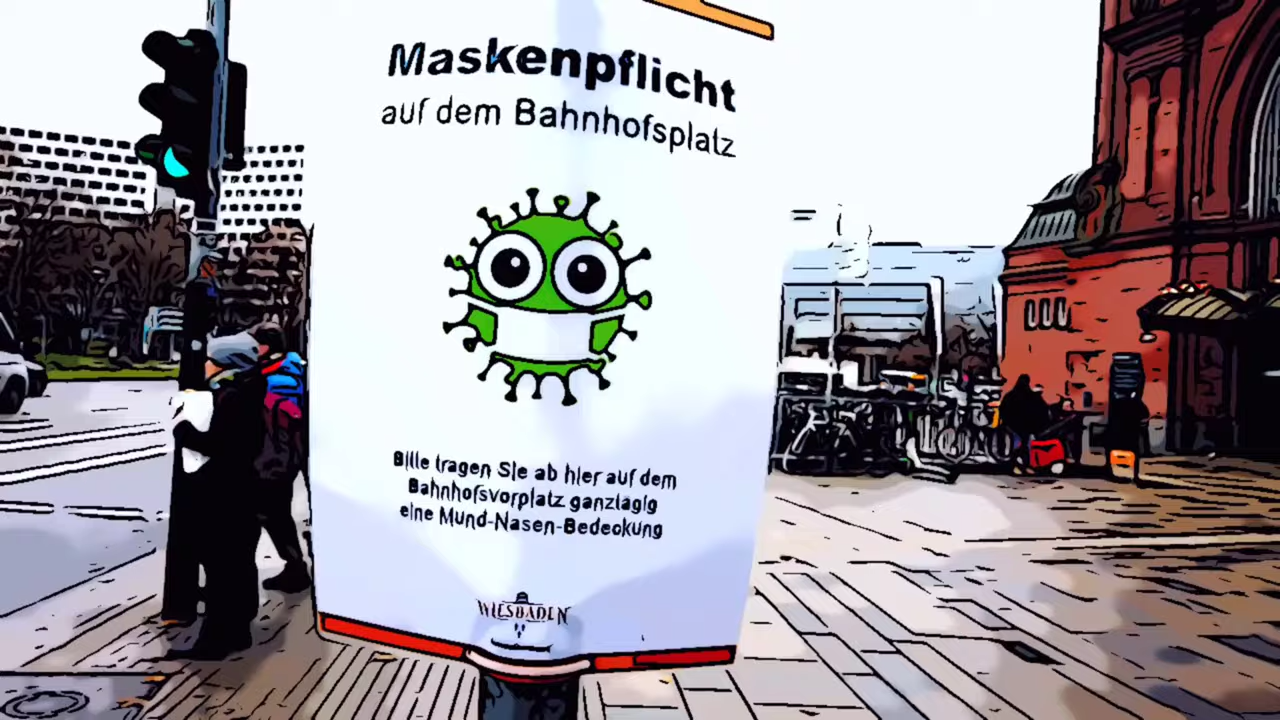 Maskenpflicht
auf dem Bahnhofsplatz
Bitte tragen Sie ab hier auf dem
Bahnhofsvorplatz ganztägig
eine Mund-Nasen-Bedeckung
WIESBADEN